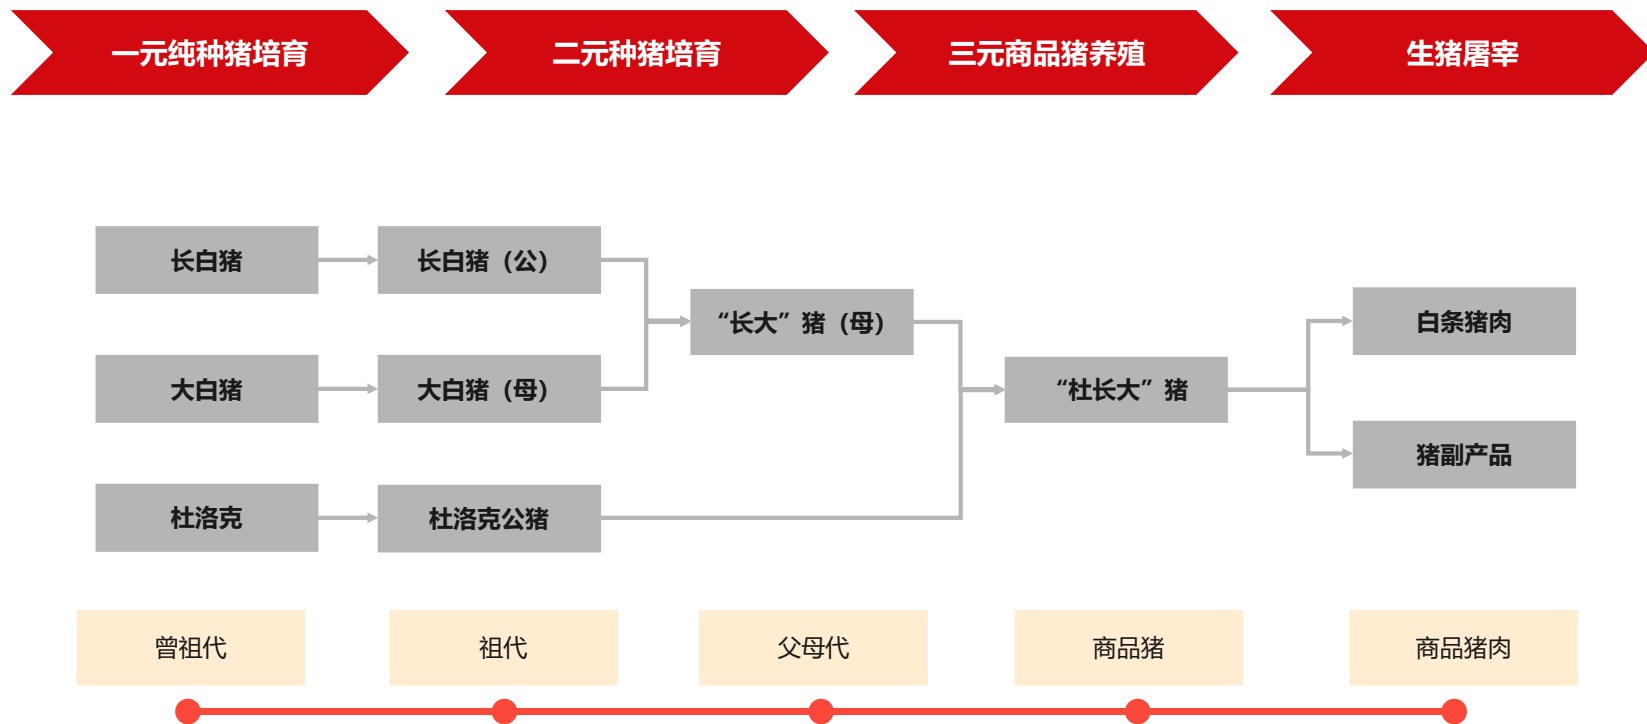 一元纯种猪培育
二元种猪培育
三元商品猪养殖
生猪屠宰
长白猪
长白猪（公）
“长大”猪（母）
白条猪肉
大白猪
大白猪（母）
“杜长大”猪
猪副产品
杜洛克
杜洛克公猪
曾祖代
祖代
父母代
商品猪
商品猪肉